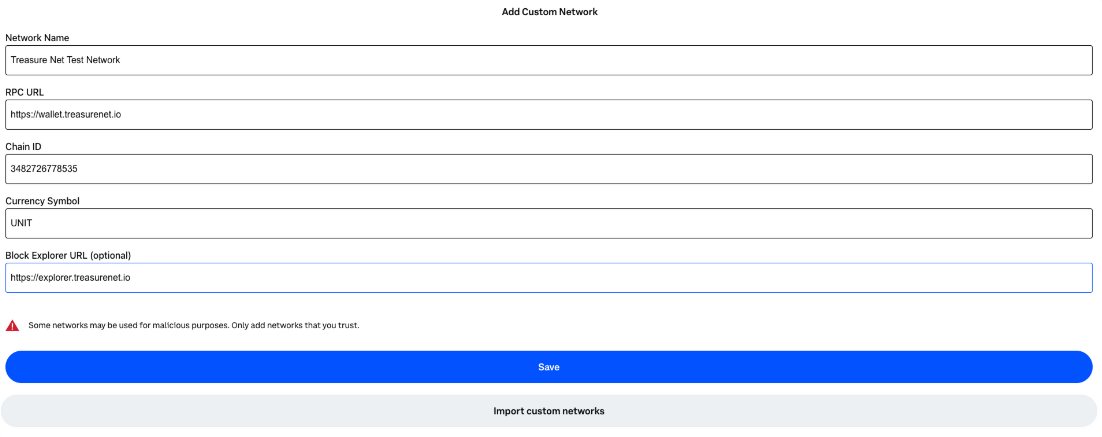 Add Custom Network
Network Name
Treasure Net Test Network
RPC URL
https://wallet.treasurenet.io
Chain ID
3482726778535
Currency Symbol
UNIT
Block Explorer URL (optional)
https://explorer.treasurenet.io
Some networks may be used for malicious purposes. Only add networks that you trust.
Save
Import custom networks